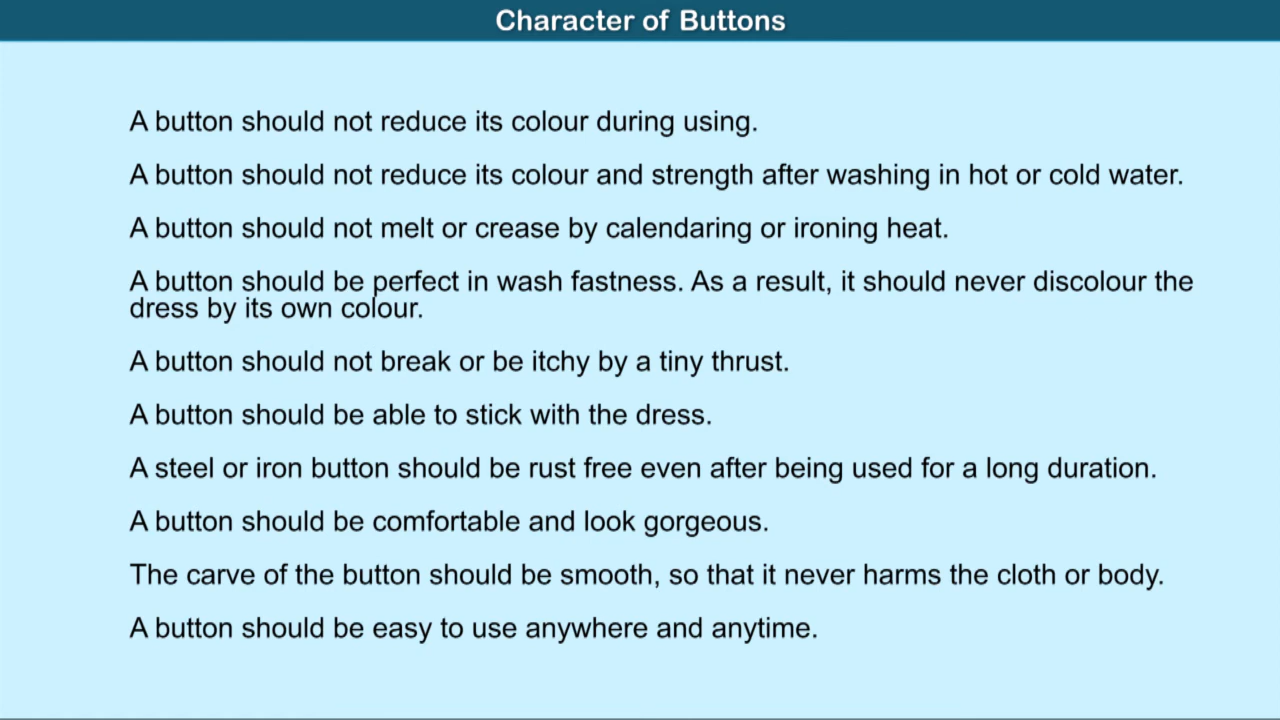 Character of Buttons
A button should not reduce its colour during using.
A button should not reduce its colour and strength after washing in hot or cold water.
A button should not melt or crease by calendaring or ironing heat.
A button should be perfect in wash fastness. As a result, it should never discolour the
dress by its own colour.
A button should not break or be itchy by a tiny thrust.
A button should be able to stick with the dress.
A steel or iron button should be rust free even after being used for a long duration.
A button should be comfortable and look gorgeous.
The carve of the button should be smooth, so that it never harms the cloth or body.
A button should be easy to use anywhere and anytime.